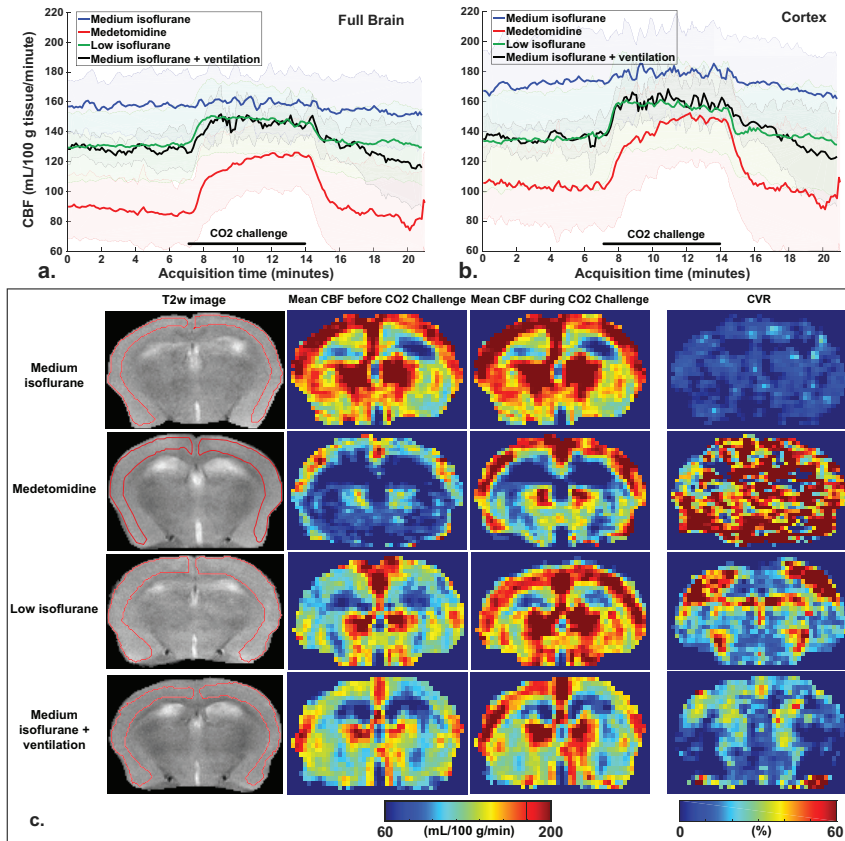 Full Brain
CBF (mL/100 g tissue/minute)
220
200
180
160
140
120
100
80
60
Medium isoflurane
Medetomidine
Low isoflurane
Medium isoflurane + ventilation
CO2 challenge
0 2 4 6 8 10 12 14 16 18 20
Acquisition time (minutes)
a.
Cortex
220
200
180
160
140
120
100
80
60
Medium isoflurane
Medetomidine
Low isoflurane
Medium isoflurane + ventilation
CO2 challenge
0 2 4 6 8 10 12 14 16 18 20
Acquisition time (minutes)
b.
T2w image
Mean CBF before CO2 Challenge
Mean CBF during CO2 Challenge
CVR
Medium
isoflurane
Medetomidine
Low isoflurane
Medium
isoflurane +
ventilation
c.
60 (mL/100 g/min) 200
0 (%) 60